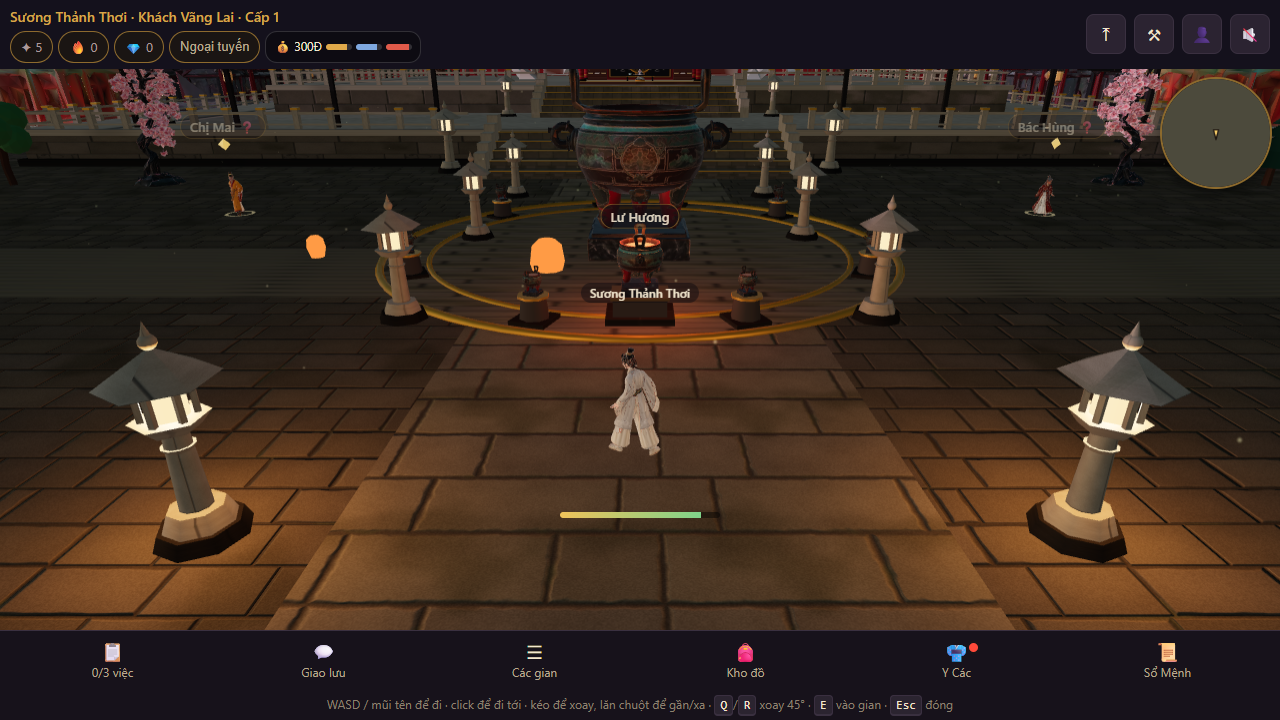 Sương Thảnh Thơi · Khách Vãng Lai · Cấp 1
5
0
0
Ngoại tuyến
300Đ
Chị Mai ?
Bác Hùng ?
Lư Hương
Sương Thảnh Thơi
0/3 việc
Giao lưu
Các gian
Kho đồ
Y Các
Sổ Mệnh
WASD / mũi tên để đi · click để đi tới · kéo để xoay, lăn chuột để gần/xa · Q / R xoay 45° · E vào gian · Esc đóng